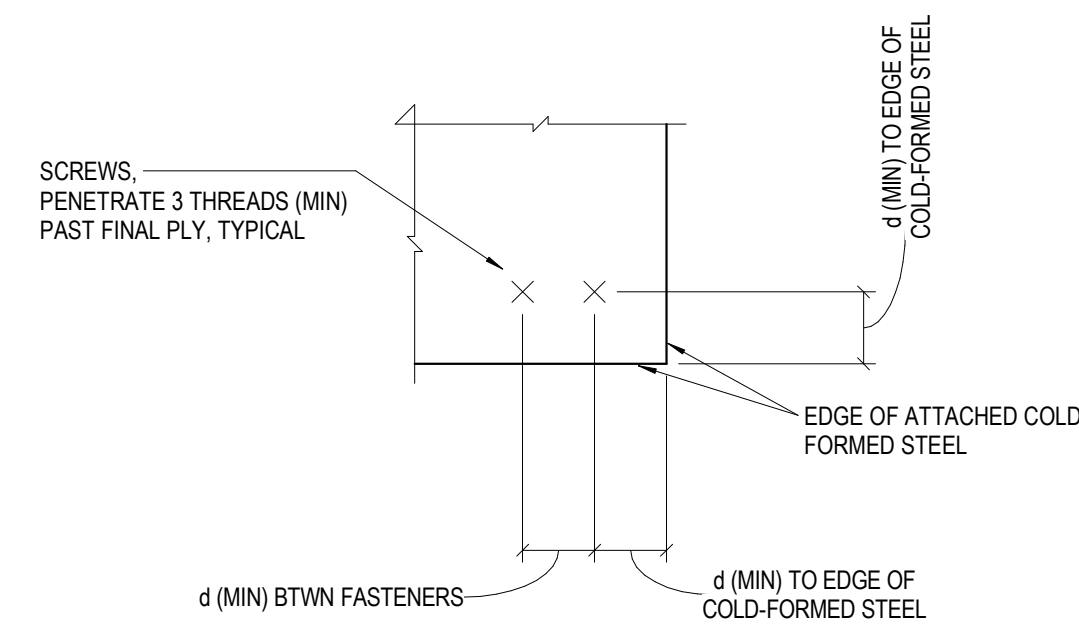 d (MIN) TO EDGE OF
COLD-FORMED STEEL
SCREWS,
PENETRATE 3 THREADS (MIN)
PAST FINAL PLY, TYPICAL
EDGE OF ATTACHED COLD
FORMED STEEL
d (MIN) BTWN FASTENERS
d (MIN) TO EDGE OF
COLD-FORMED STEEL